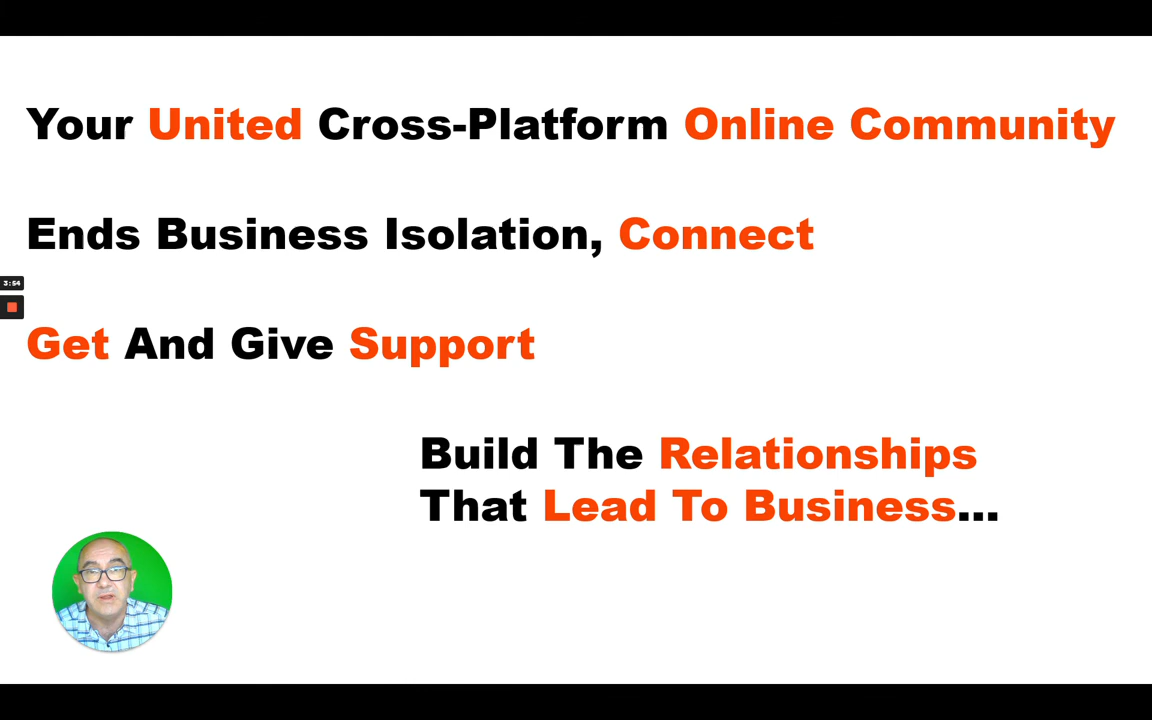 Your United Cross-Platform Online Community
Ends Business Isolation, Connect
3:54
Get And Give Support
Build The Relationships
That Lead To Business...